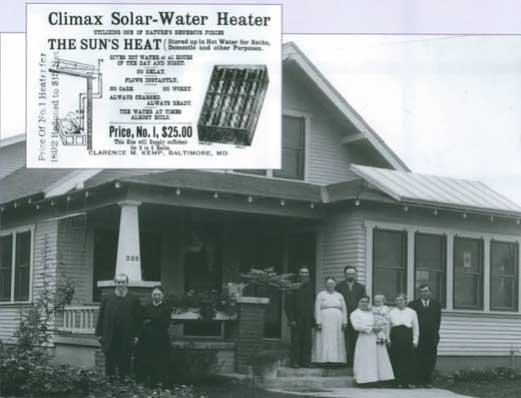 Climax Solar-Water Heater
UTILIZING ONE OF NATURE'S GENEROUS FORCES
THE SUN'S HEAT (Stored up in Hot Water for Baths,
Domestic and other Purposes.
GIVES HOT WATER at all HOURS
OF THE DAY AND NIGHT.
NO DELAY.
FLOWS INSTANTLY.
NO CARE NO WORRY.
ALWAYS CHARGED.
ALWAYS READY.
THE WATER AT TIMES
ALMOST BOILS.
Price, No. 1, $25.00
This Size will Supply sufficient
for 3 to 8 Baths.
CLARENCE M. KEMP, BALTIMORE, MD.
Price Of No. 1 Heater for
1892 Reduced to $15 Net